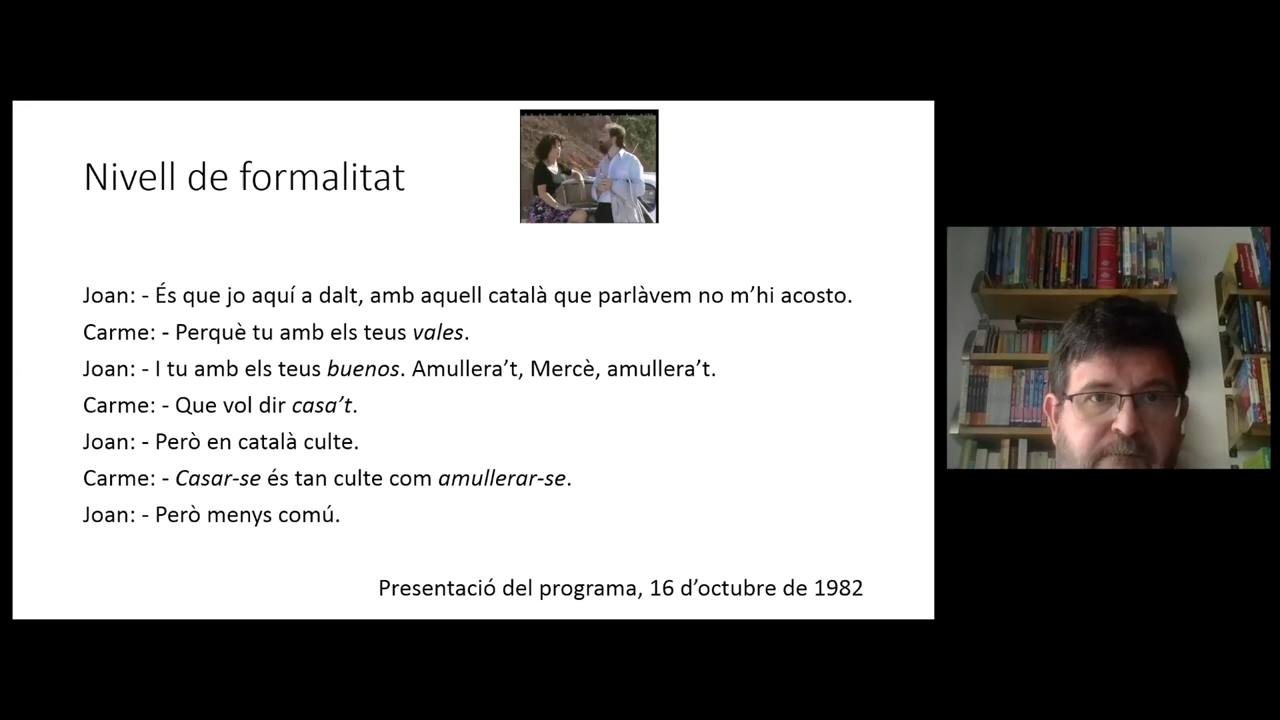 Nivell de formalitat
Joan: - És que jo aquí a dalt, amb aquell català que parlàvem no m’hi acosto.
Carme: - Perquè tu amb els teus vales.
Joan: - I tu amb els teus buenos. Amullera’t, Mercè, amullera’t.
Carme: - Que vol dir casa’t.
Joan: - Però en català culte.
Carme: - Casar-se és tan culte com amullerar-se.
Joan: - Però menys comú.
Presentació del programa, 16 d’octubre de 1982